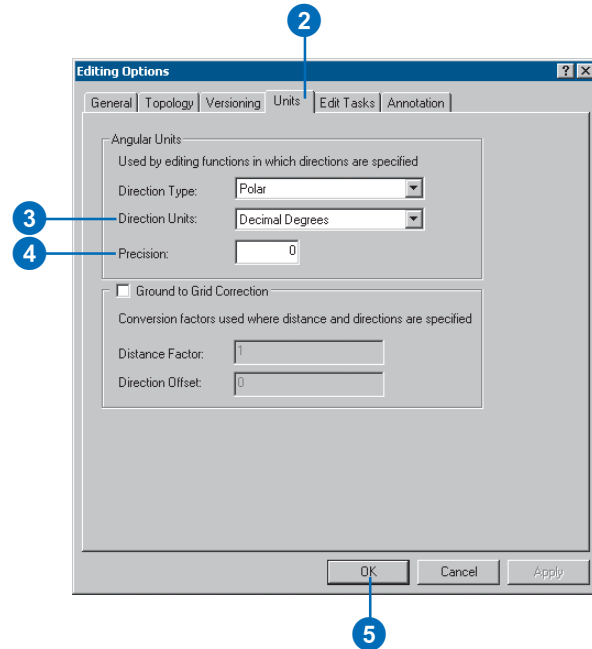 2
Editing Options
General Topology Versioning Units Edit Tasks Annotation
Angular Units
Used by editing functions in which directions are specified
Direction Type: Polar
3 Direction Units: Decimal Degrees
4 Precision: 0
Ground to Grid Correction
Conversion factors used where distance and directions are specified
Distance Factor: 1
Direction Offset: 0
OK Cancel Apply
5